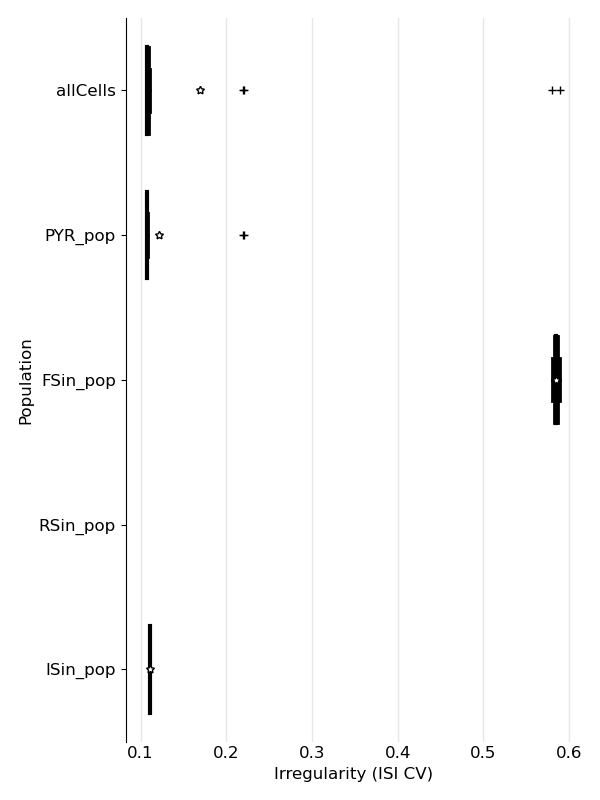 allCells
PYR_pop
FSin_pop
RSin_pop
ISin_pop
Population
0.1 0.2 0.3 0.4 0.5 0.6
Irregularity (ISI CV)